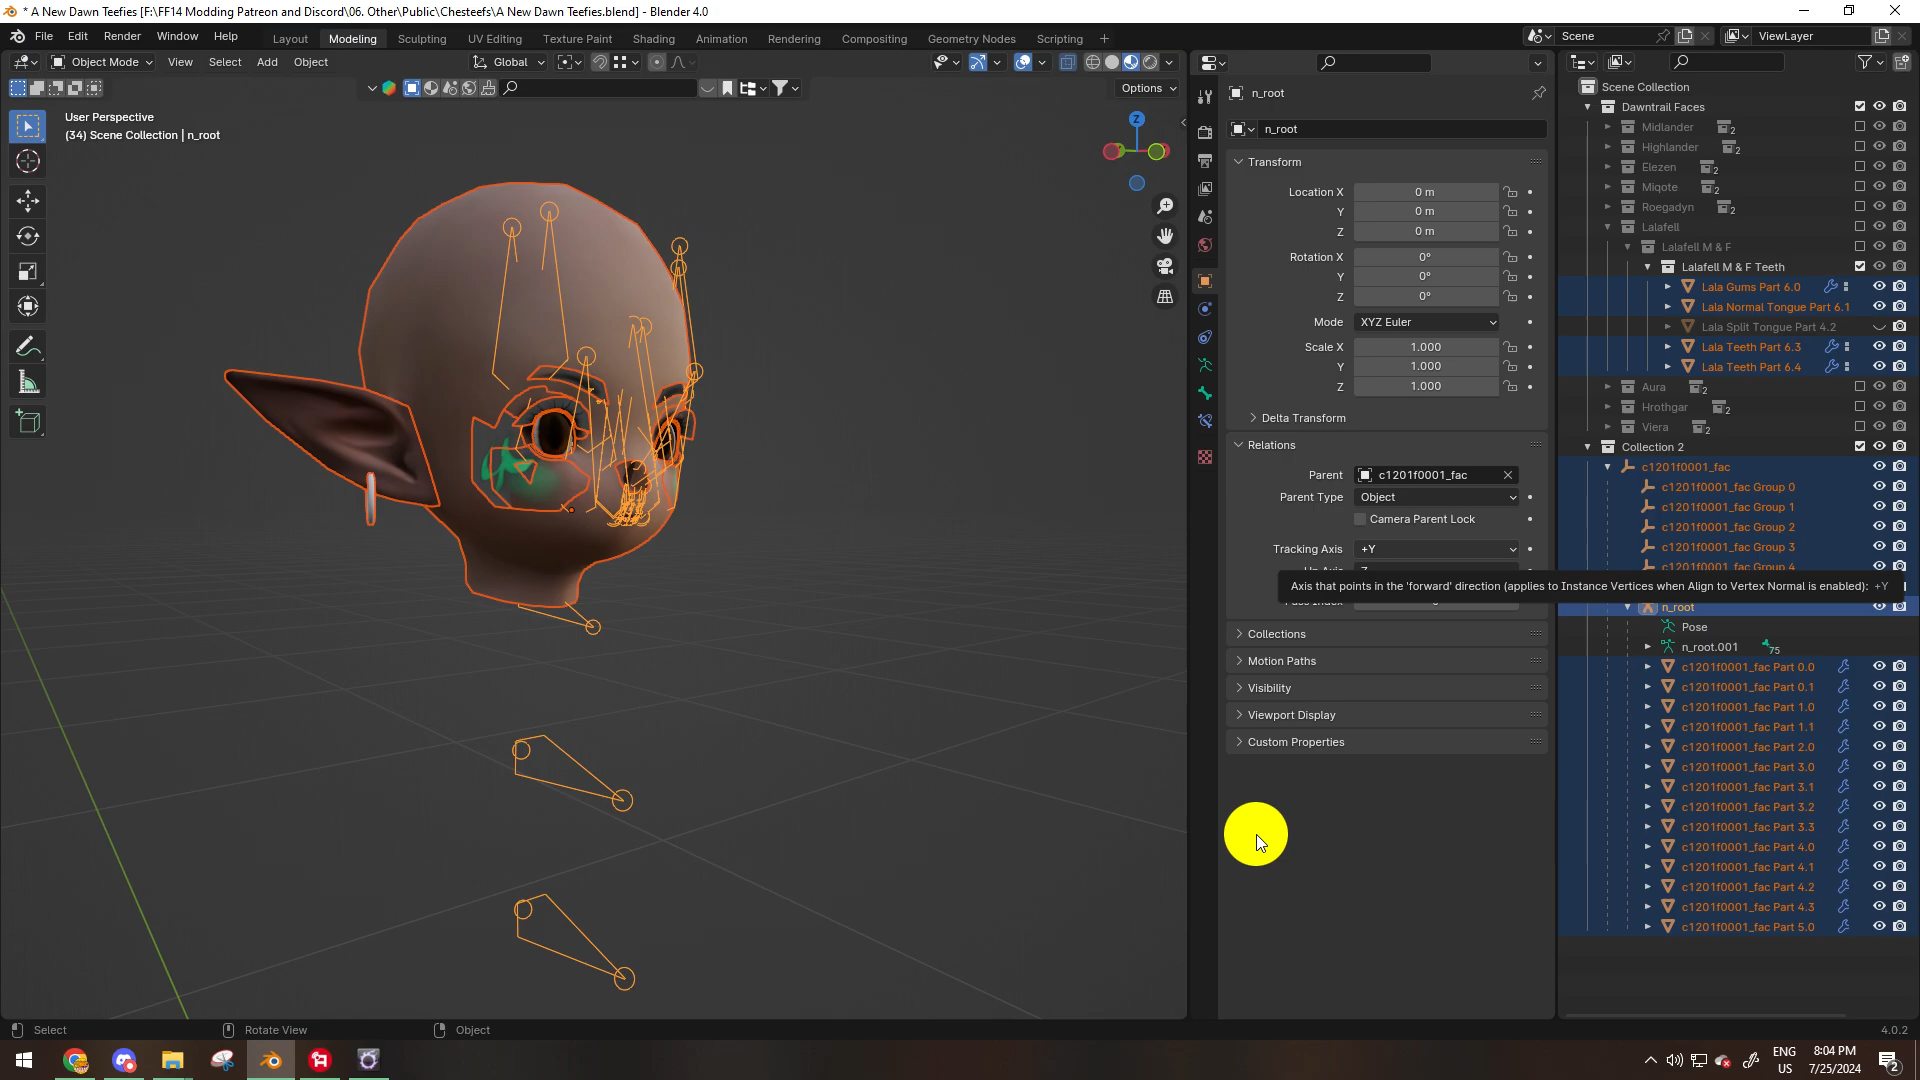 * A New Dawn Teefies [F:\FF14 Modding Patreon and Discord\06. Other\Public\Chesteefs\A New Dawn Teefies.blend] - Blender 4.0
File Edit Render Window Help
Layout Modeling Sculpting UV Editing Texture Paint Shading Animation Rendering Compositing Geometry Nodes Scripting +
Scene
ViewLayer
Object Mode View Select Add Object
Global
Options
User Perspective
(34) Scene Collection | n_root
Z
n_root
n_root
Transform
Location X 0 m
Y 0 m
Z 0 m
Rotation X 0°
Y 0°
Z 0°
Mode XYZ Euler
Scale X 1.000
Y 1.000
Z 1.000
Delta Transform
Relations
Parent c1201f0001_fac
Parent Type Object
Camera Parent Lock
Tracking Axis +Y
Axis that points in the 'forward' direction (applies to Instance Vertices when Align to Vertex Normal is enabled): +Y
Collections
Motion Paths
Visibility
Viewport Display
Custom Properties
Scene Collection
Dawntrail Faces
Midlander 2
Highlander 2
Elezen 2
Miqote 2
Roegadyn 2
Lalafell
Lalafell M & F
Lalafell M & F Teeth
Lala Gums Part 6.0
Lala Normal Tongue Part 6.1
Lala Split Tongue Part 4.2
Lala Teeth Part 6.3
Lala Teeth Part 6.4
Aura 2
Hrothgar 2
Viera 2
Collection 2
c1201f0001_fac
c1201f0001_fac Group 0
c1201f0001_fac Group 1
c1201f0001_fac Group 2
c1201f0001_fac Group 3
c1201f0001_fac Group 4
n_root
Pose
n_root.001 75
c1201f0001_fac Part 0.0
c1201f0001_fac Part 0.1
c1201f0001_fac Part 1.0
c1201f0001_fac Part 1.1
c1201f0001_fac Part 2.0
c1201f0001_fac Part 3.0
c1201f0001_fac Part 3.1
c1201f0001_fac Part 3.2
c1201f0001_fac Part 3.3
c1201f0001_fac Part 4.0
c1201f0001_fac Part 4.1
c1201f0001_fac Part 4.2
c1201f0001_fac Part 4.3
c1201f0001_fac Part 5.0
Select
Rotate View
Object
4.0.2
ENG
US
8:04 PM
7/25/2024
2